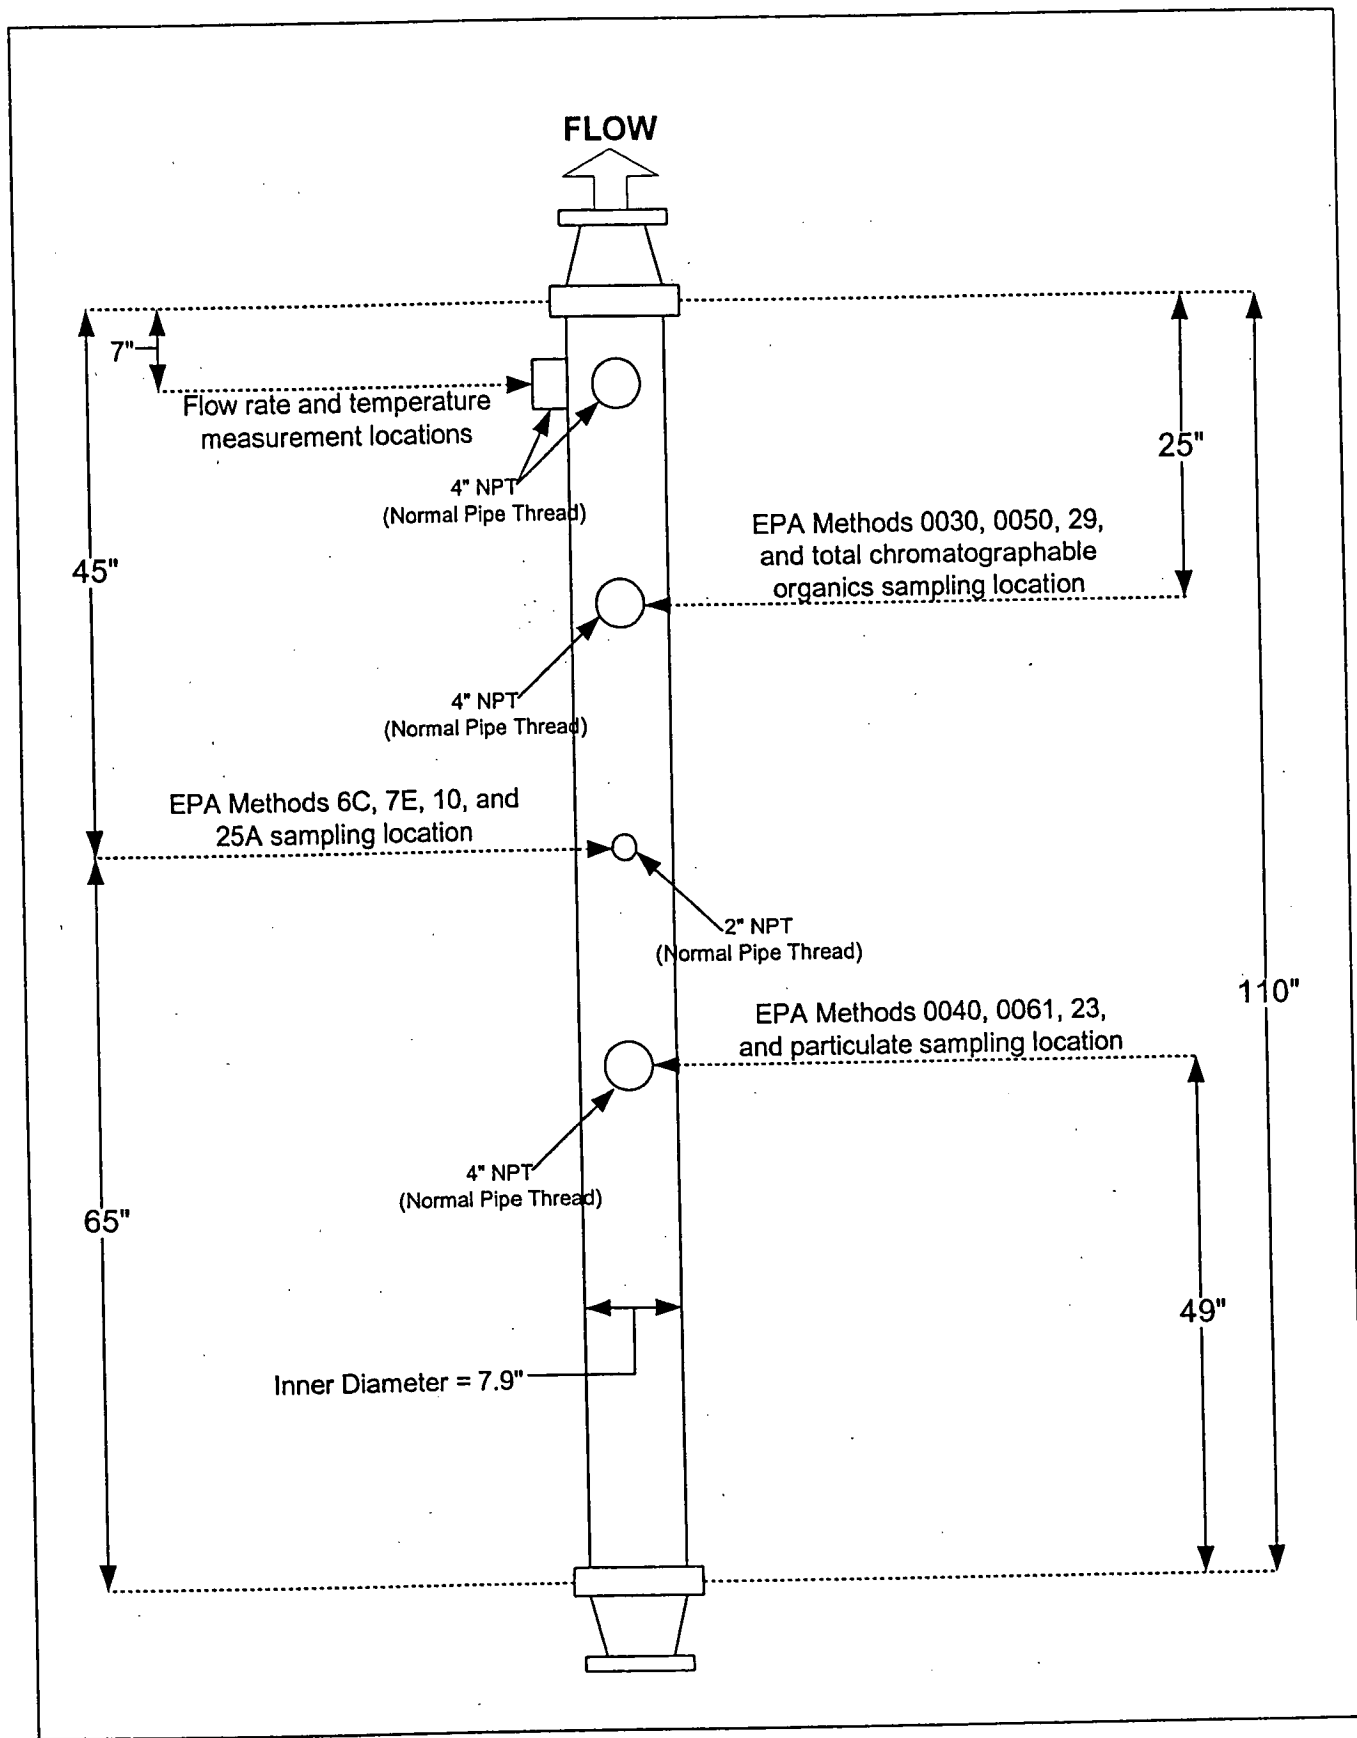 FLOW
7"
Flow rate and temperature
measurement locations
4" NPT
(Normal Pipe Thread)
25"
EPA Methods 0030, 0050, 29,
and total chromatographable
organics sampling location
45"
4" NPT
(Normal Pipe Thread)
EPA Methods 6C, 7E, 10, and
25A sampling location
2" NPT
(Normal Pipe Thread)
110"
EPA Methods 0040, 0061, 23,
and particulate sampling location
4" NPT
(Normal Pipe Thread)
65"
49"
Inner Diameter = 7.9"